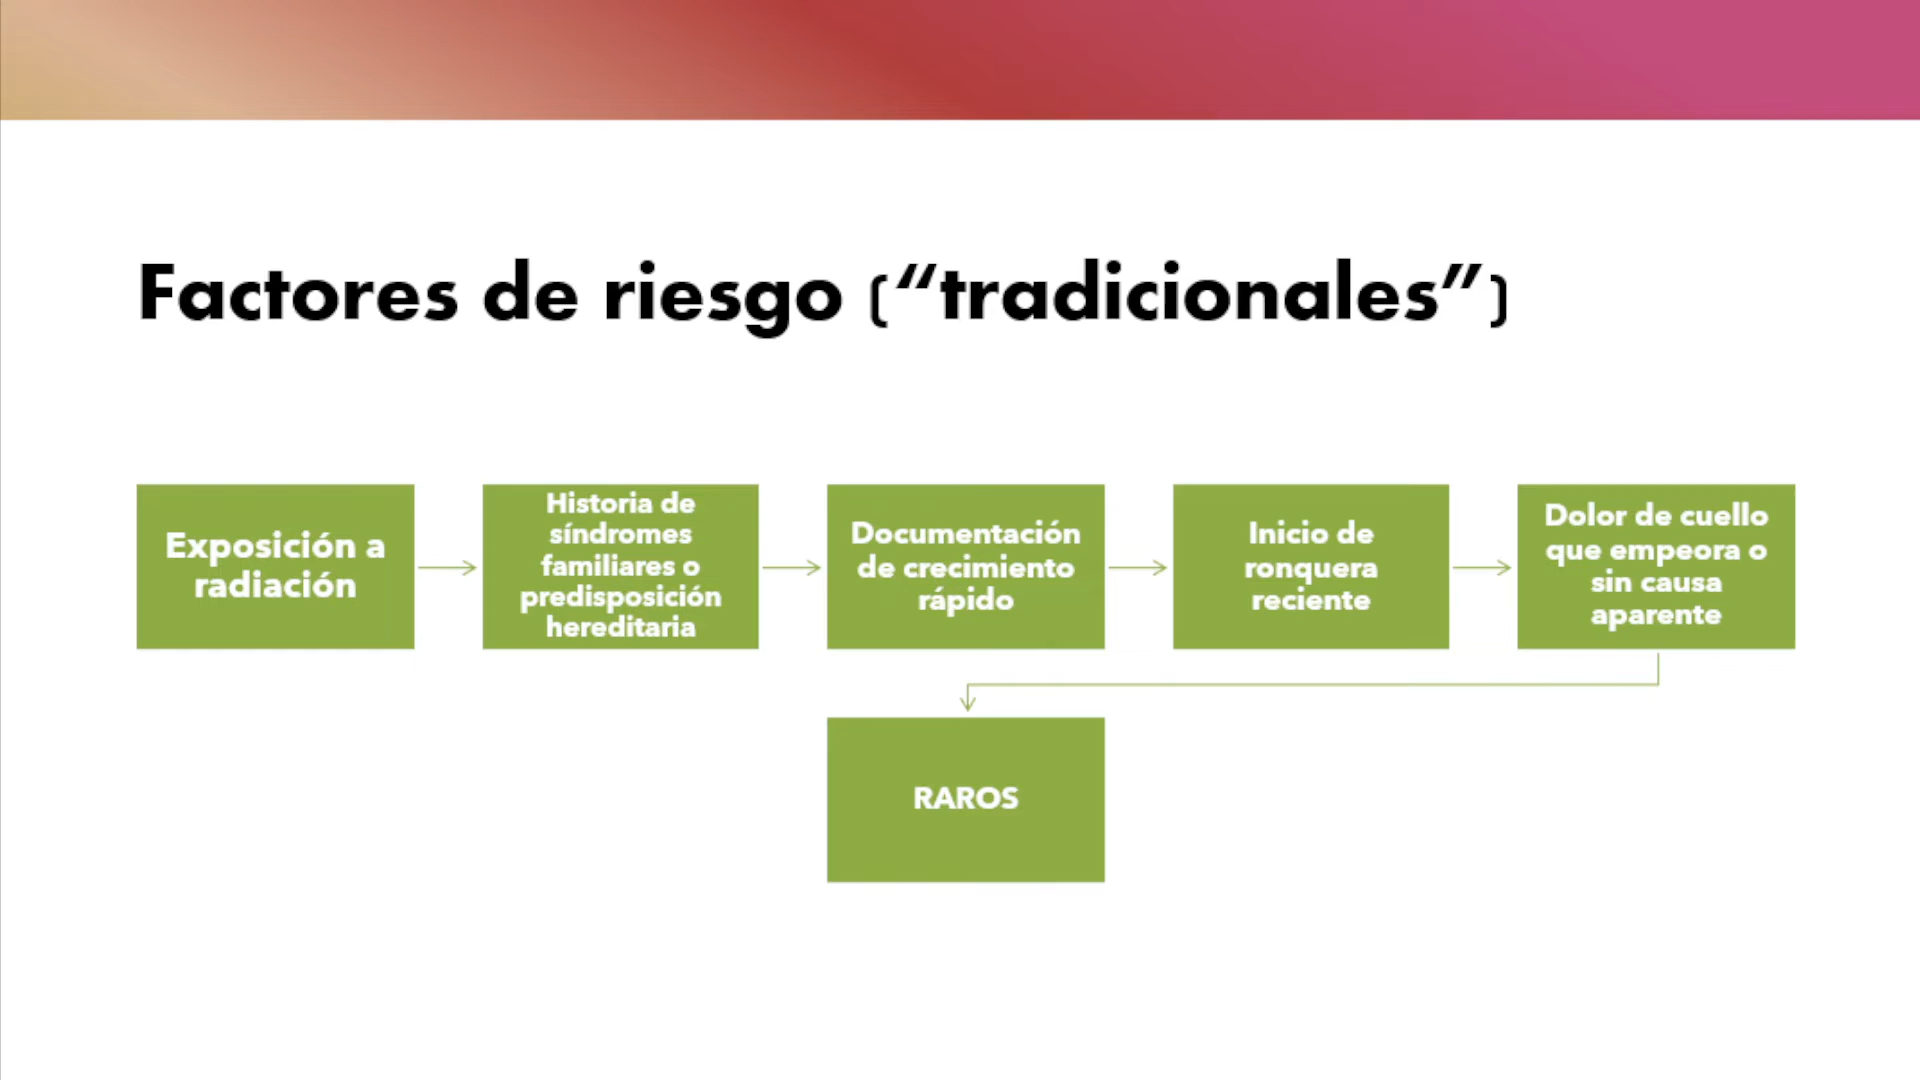 Factores de riesgo (“tradicionales”)
Exposición a
radiación
Historia de
síndromes
familiares o
predisposición
hereditaria
Documentación
de crecimiento
rápido
Inicio de
ronquera
reciente
Dolor de cuello
que empeora o
sin causa
aparente
RAROS